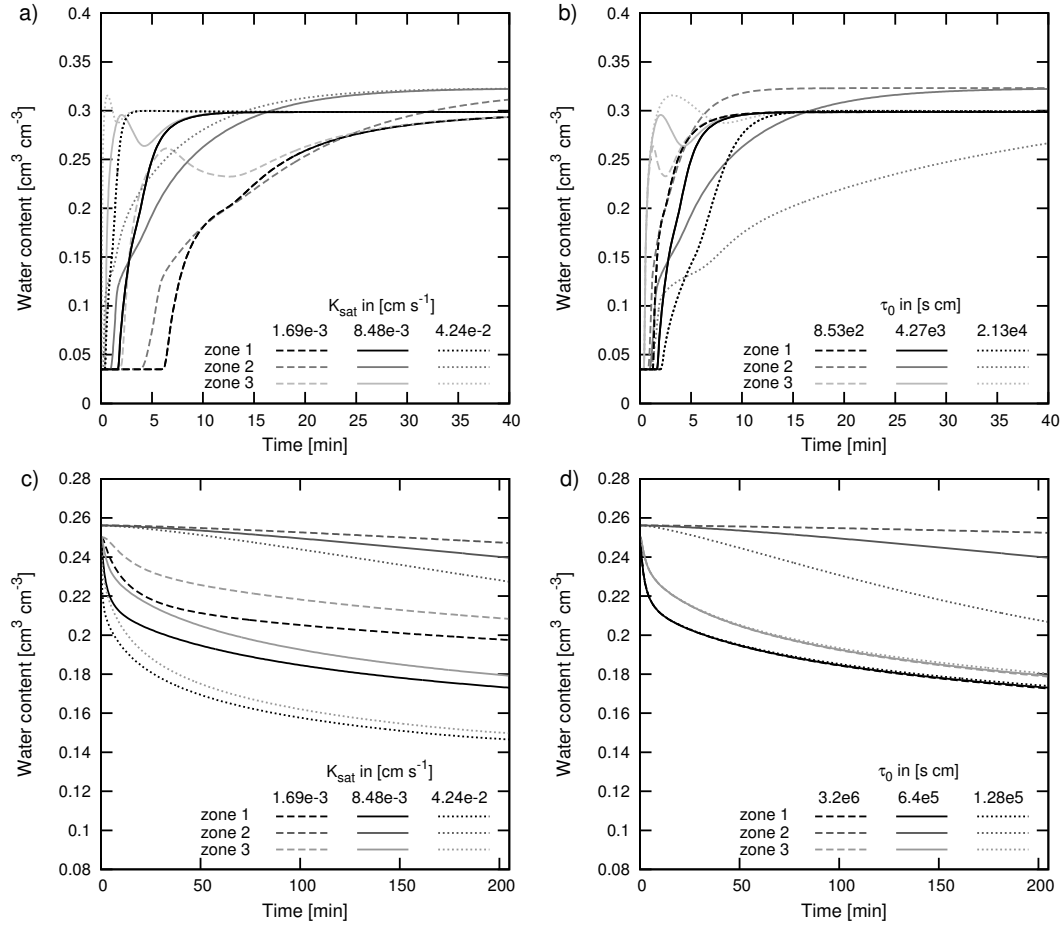 a)
0.4
0.35
0.3
0.25
0.2
0.15
0.1
0.05
0
Water content [cm³ cm⁻³]
K_sat in [cm s⁻¹]
1.69e-3 8.48e-3 4.24e-2
zone 1
zone 2
zone 3
0 5 10 15 20 25 30 35 40
Time [min]
b)
0.4
0.35
0.3
0.25
0.2
0.15
0.1
0.05
0
Water content [cm³ cm⁻³]
τ₀ in [s cm]
8.53e2 4.27e3 2.13e4
zone 1
zone 2
zone 3
0 5 10 15 20 25 30 35 40
Time [min]
c)
0.28
0.26
0.24
0.22
0.2
0.18
0.16
0.14
0.12
0.1
0.08
Water content [cm³ cm⁻³]
K_sat in [cm s⁻¹]
1.69e-3 8.48e-3 4.24e-2
zone 1
zone 2
zone 3
0 50 100 150 200
Time [min]
d)
0.28
0.26
0.24
0.22
0.2
0.18
0.16
0.14
0.12
0.1
0.08
Water content [cm³ cm⁻³]
τ₀ in [s cm]
3.2e6 6.4e5 1.28e5
zone 1
zone 2
zone 3
0 50 100 150 200
Time [min]